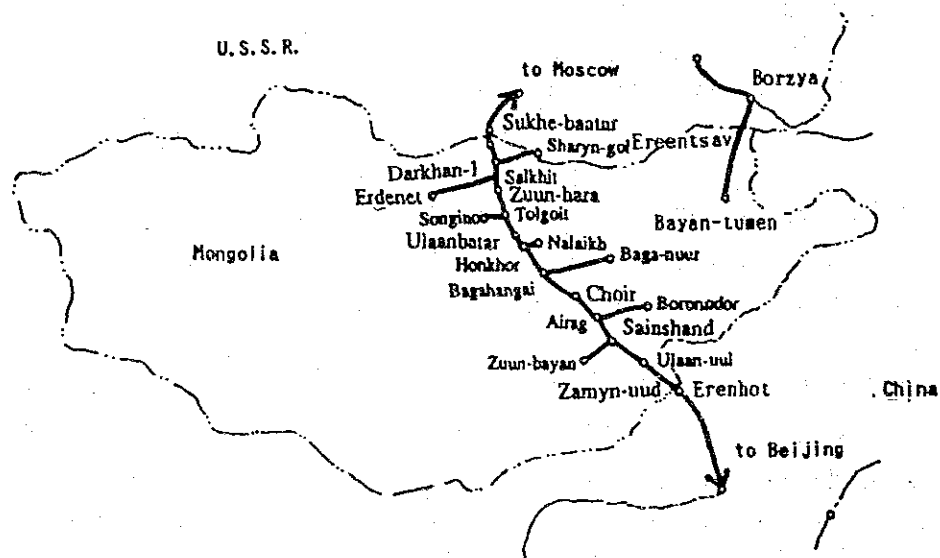 U.S.S.R.
to Moscow
Borzya
Sukhe-baatar
Sharyn-gol
Ereentsav
Darkhan-1
Salkhit
Erdenet
Zuun-hara
Songinoo
Tolgoit
Bayan-tumen
Ulaanbatar
Nalaikh
Mongolia
Honkhor
Baga-nuur
Bagahangai
Choir
Boronodor
Airag
Sainshand
Zuun-bayan
Ulaan-uul
Zamyn-uud
Erenhot
China
to Beijing